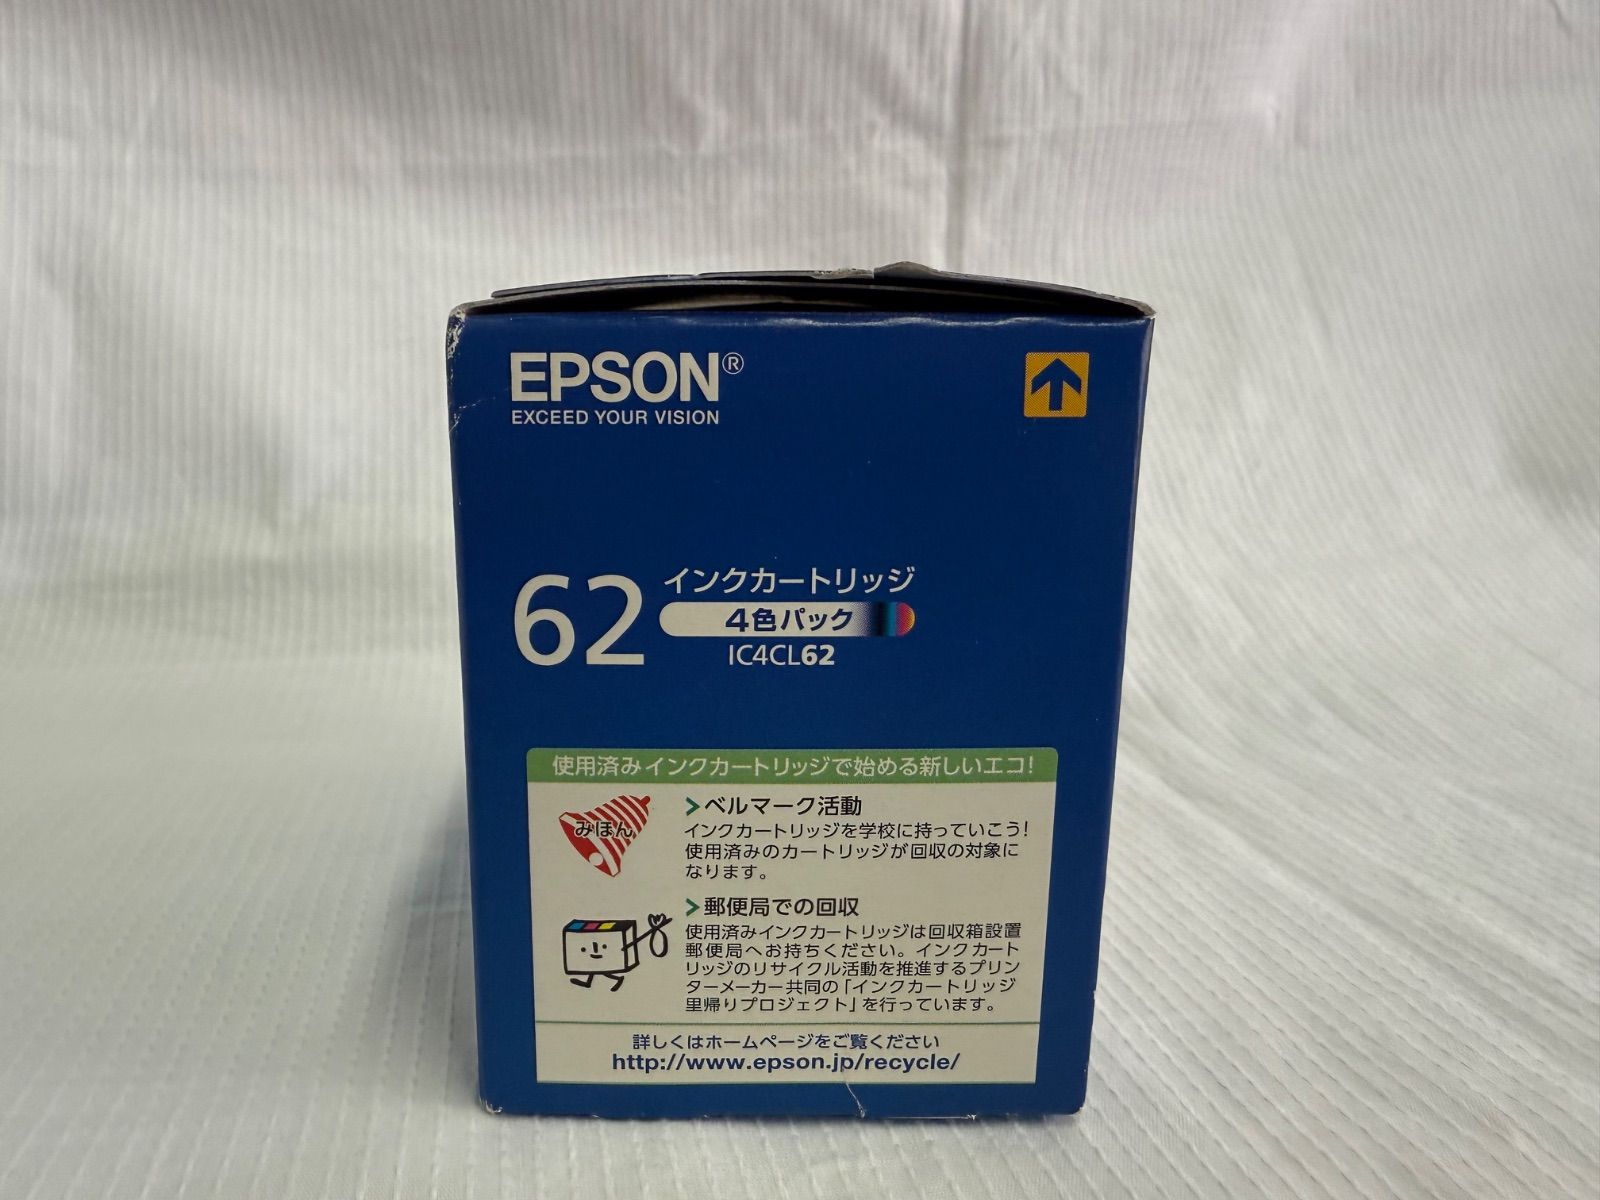 EPSON®
EXCEED YOUR VISION
62
インクカートリッジ
4色パック
IC4CL62
使用済みインクカートリッジで始める新しいエコ!
みほん
>ベルマーク活動
インクカートリッジを学校に持っていこう!
使用済みのカートリッジが回収の対象に
なります。
>郵便局での回収
使用済みインクカートリッジは回収箱設置
郵便局へお持ちください。インクカート
リッジのリサイクル活動を推進するプリン
ターメーカー共同の「インクカートリッジ
里帰りプロジェクト」を行っています。
詳しくはホームページをご覧ください
http://www.epson.jp/recycle/